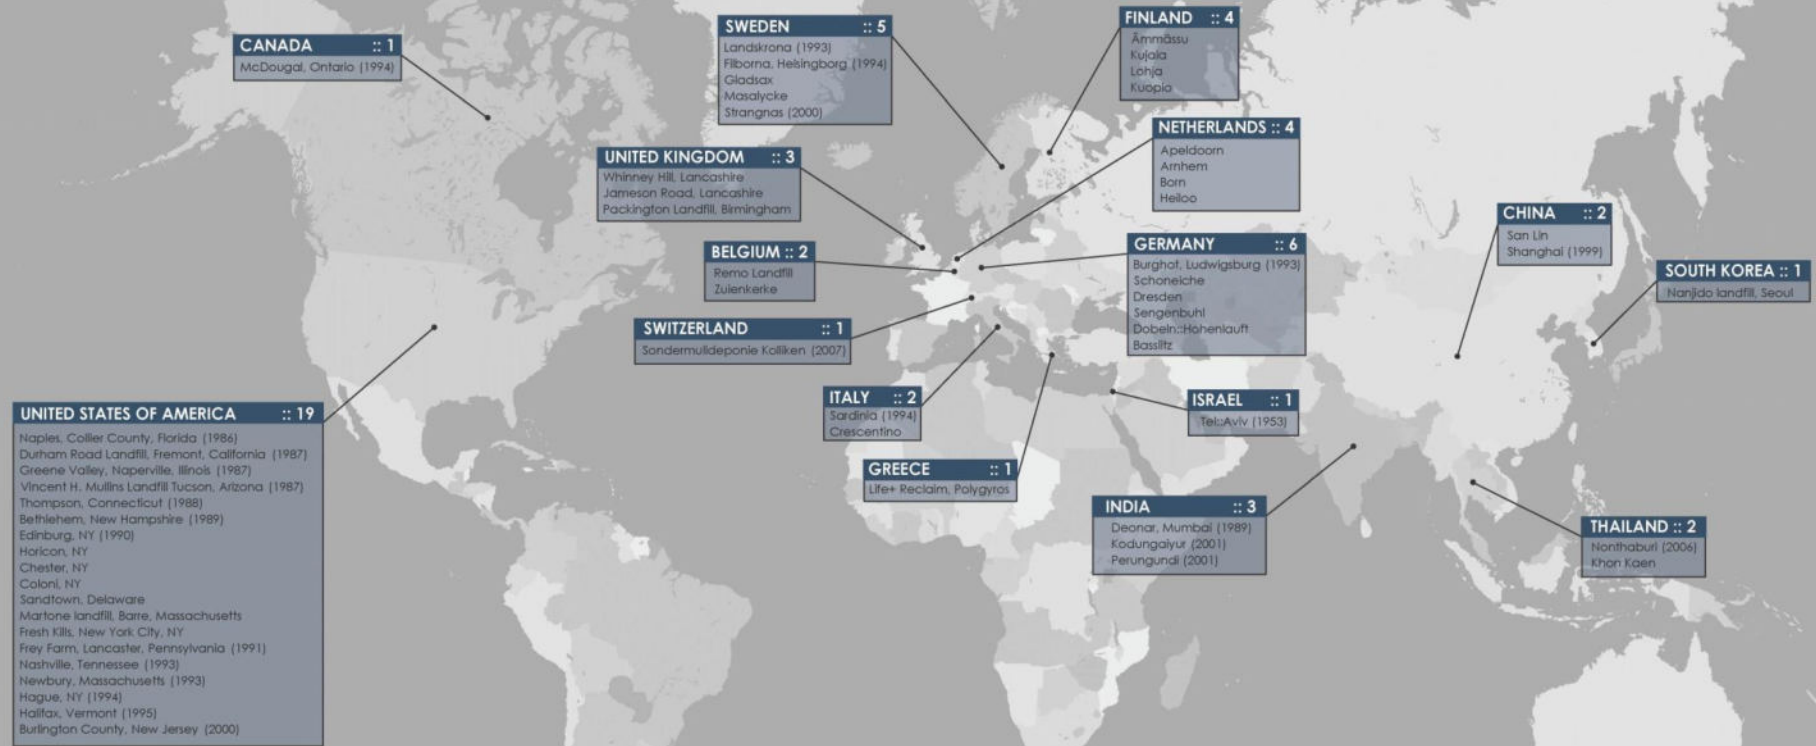 CANADA :: 1
McDougal, Ontario (1994)
SWEDEN :: 5
Landskrona (1993)
Filborna, Helsingborg (1994)
Gladsax
Masalycke
Strangnas (2000)
FINLAND :: 4
Ämmässu
Kujala
Lohja
Kuopio
UNITED KINGDOM :: 3
Whinney Hill, Lancashire
Jameson Road, Lancashire
Packington Landfill, Birmingham
NETHERLANDS :: 4
Apeldoorn
Arnhem
Born
Heiloo
BELGIUM :: 2
Remo Landfill
Zuienkerke
GERMANY :: 6
Burghof, Ludwigsburg (1993)
Schoneiche
Dresden
Sengenbuhl
Dobeln::Hohenlauft
Basslitz
CHINA :: 2
San Lin
Shanghai (1999)
SOUTH KOREA :: 1
Nanjido landfill, Seoul
SWITZERLAND :: 1
Sondermulldeponie Kolliken (2007)
ITALY :: 2
Sardinia (1994)
Crescentino
ISRAEL :: 1
Tel::Aviv (1953)
GREECE :: 1
Life+ Reclaim, Polygyros
INDIA :: 3
Deonar, Mumbai (1989)
Kodungaiyur (2001)
Perungundi (2001)
THAILAND :: 2
Nonthaburi (2006)
Khon Kaen
UNITED STATES OF AMERICA :: 19
Naples, Collier County, Florida (1986)
Durham Road Landfill, Fremont, California (1987)
Greene Valley, Naperville, Illinois (1987)
Vincent H. Mullins Landfill Tucson, Arizona (1987)
Thompson, Connecticut (1988)
Bethlehem, New Hampshire (1989)
Edinburg, NY (1990)
Horicon, NY
Chester, NY
Coloni, NY
Sandtown, Delaware
Martone landfill, Barre, Massachusetts
Fresh Kills, New York City, NY
Frey Farm, Lancaster, Pennsylvania (1991)
Nashville, Tennessee (1993)
Newbury, Massachusetts (1993)
Hague, NY (1994)
Halifax, Vermont (1995)
Burlington County, New Jersey (2000)